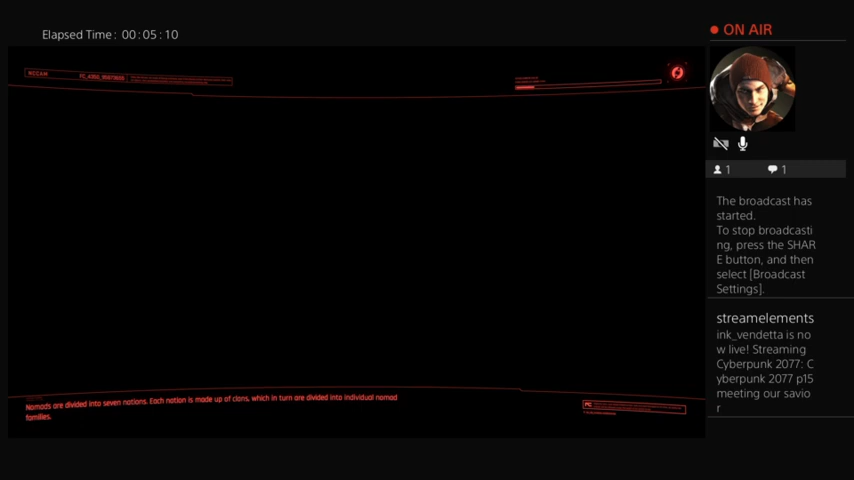 Elapsed Time: 00:05:10
ON AIR
NCCAM
TC_4350_95873655
1 1
The broadcast has
started.
To stop broadcasti
ng, press the SHAR
E button, and then
select [Broadcast
Settings].
streamelements
ink_vendetta is no
w live! Streaming
Cyberpunk 2077: C
yberpunk 2077 p15
meeting our savio
r
Nomads are divided into seven nations. Each nation is made up of clans, which in turn are divided into individual nomad
families.